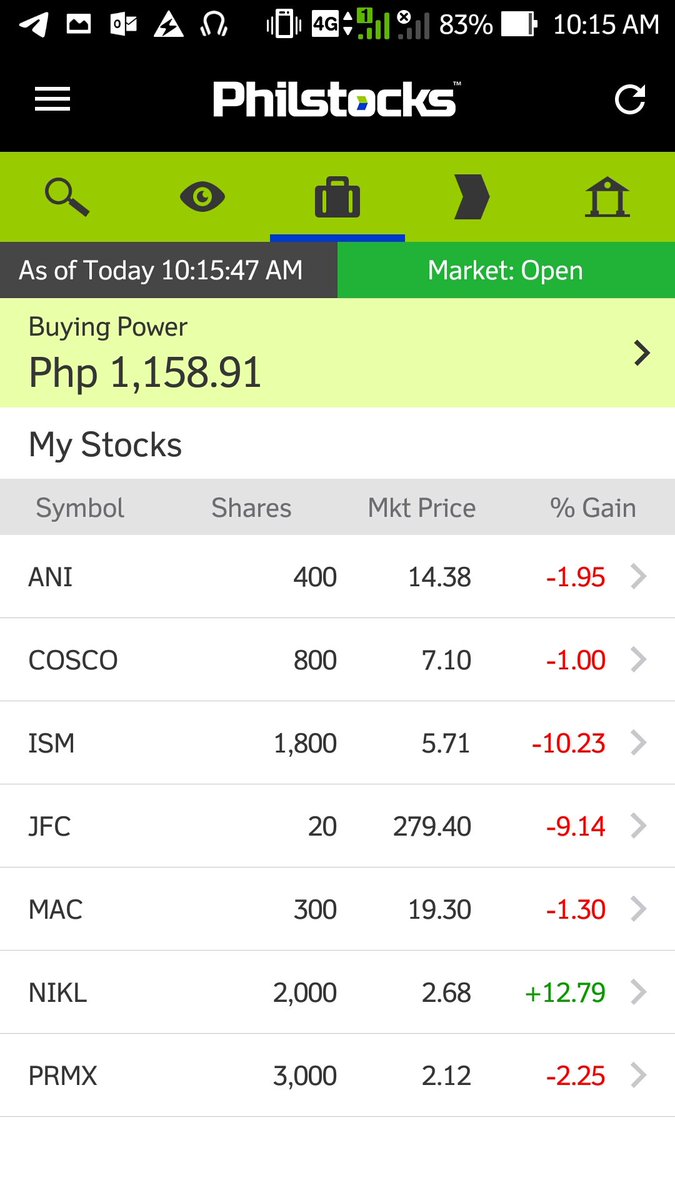 4G 1 83% 10:15 AM
Philstocks™
As of Today 10:15:47 AM Market: Open
Buying Power
Php 1,158.91
My Stocks
Symbol Shares Mkt Price % Gain
ANI 400 14.38 -1.95
COSCO 800 7.10 -1.00
ISM 1,800 5.71 -10.23
JFC 20 279.40 -9.14
MAC 300 19.30 -1.30
NIKL 2,000 2.68 +12.79
PRMX 3,000 2.12 -2.25